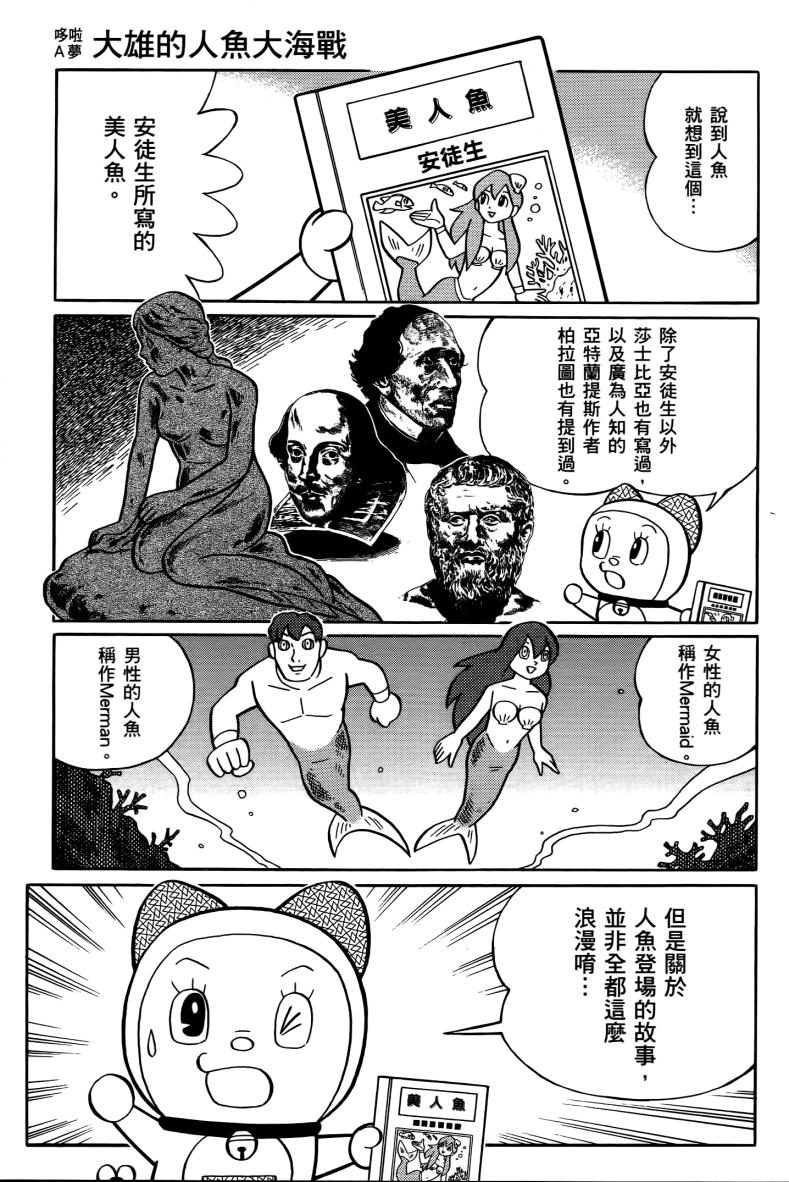 哆啦
A夢
大雄的人魚大海戰
說到人魚
就想到這個…
美人魚
安徒生
安徒生所寫的
美人魚。
除了安徒生以外
莎士比亞也有寫過，
以及廣為人知的
亞特蘭提斯作者
柏拉圖也有提到過。
女性的人魚
稱作Mermaid。
男性的人魚
稱作Merman。
但是關於
人魚登場的故事，
並非全都這麼
浪漫唷…
美人魚